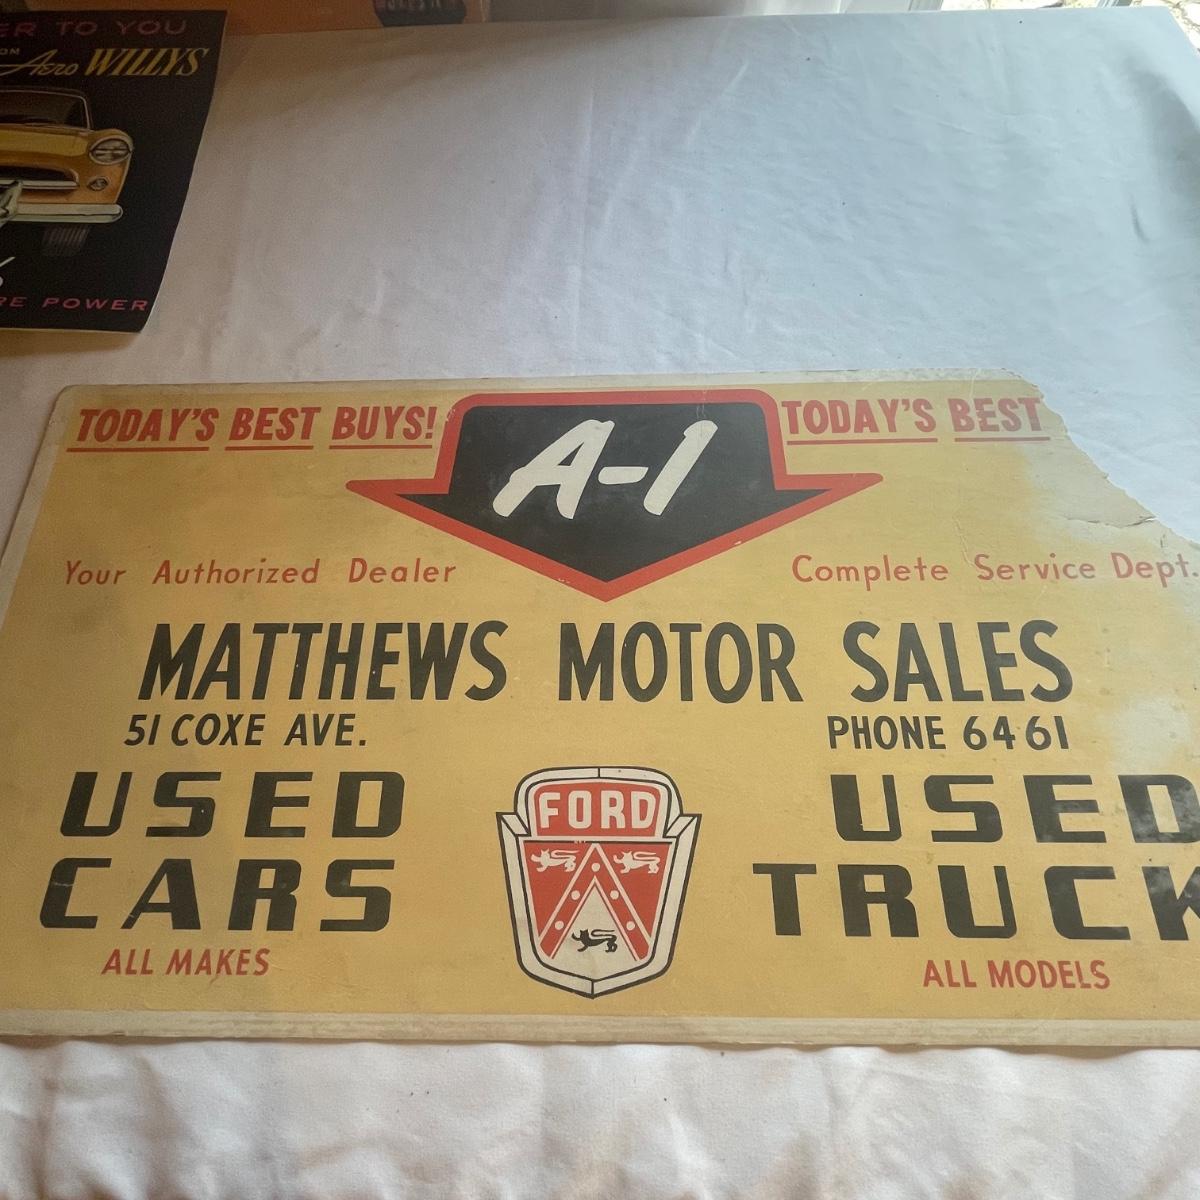 ER TO YOU
Aero WILLYS
RE POWER
TODAY'S BEST BUYS!
A-1
TODAY'S BEST
Your Authorized Dealer
Complete Service Dept.
MATTHEWS MOTOR SALES
51 COXE AVE.
PHONE 6461
USED CARS
FORD
USED TRUCK
ALL MAKES
ALL MODELS